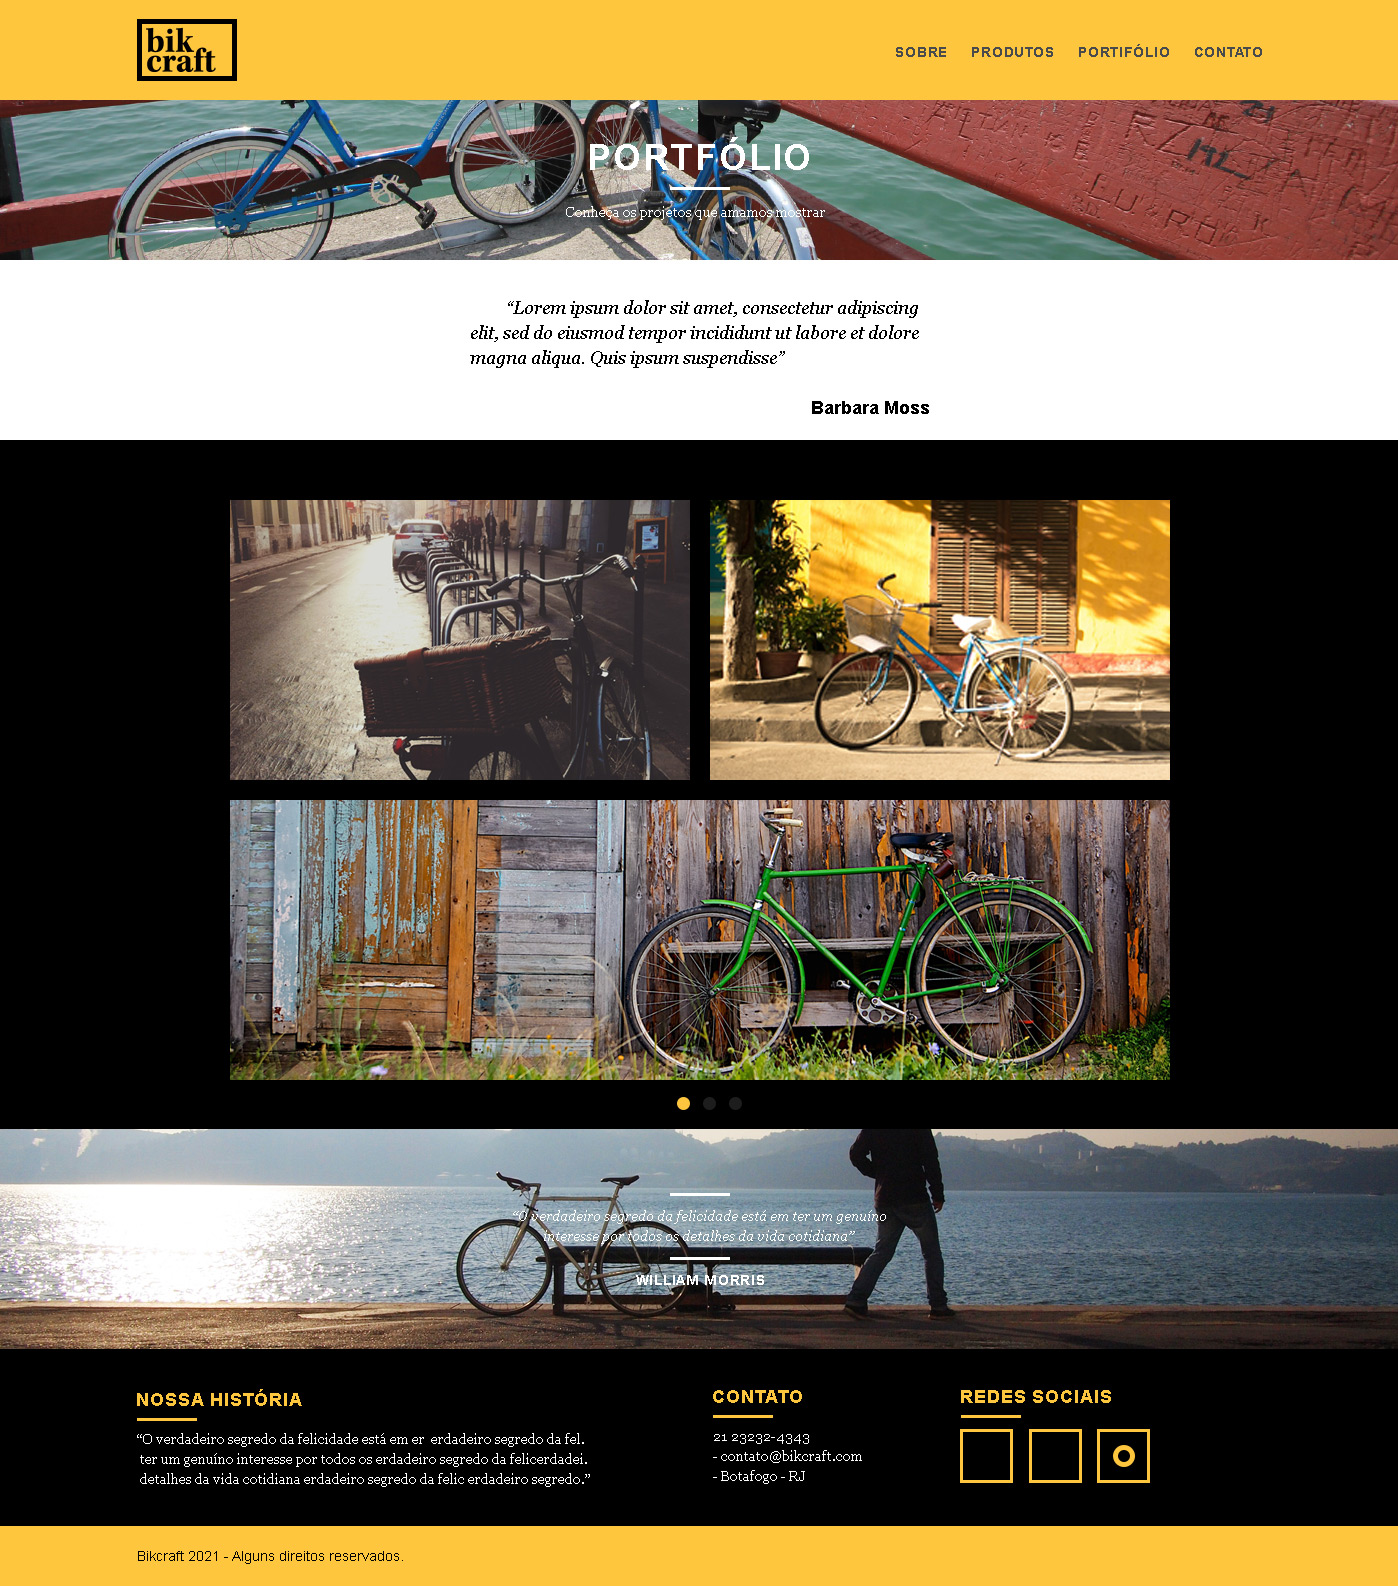 bik
craft
SOBRE PRODUTOS PORTIFÓLIO CONTATO
PORTFÓLIO
Conheça os projetos que amamos mostrar
“Lorem ipsum dolor sit amet, consectetur adipiscing
elit, sed do eiusmod tempor incididunt ut labore et dolore
magna aliqua. Quis ipsum suspendisse”
Barbara Moss
“O verdadeiro segredo da felicidade está em ter um genuíno
interesse por todos os detalhes da vida cotidiana”
WILLIAM MORRIS
NOSSA HISTÓRIA
“O verdadeiro segredo da felicidade está em er erdadeiro segredo da fel.
ter um genuíno interesse por todos os erdadeiro segredo da felicerdadei.
detalhes da vida cotidiana erdadeiro segredo da felic erdadeiro segredo.”
CONTATO
21 23232-4343
- contato@bikcraft.com
- Botafogo - RJ
REDES SOCIAIS
Bikcraft 2021 - Alguns direitos reservados.